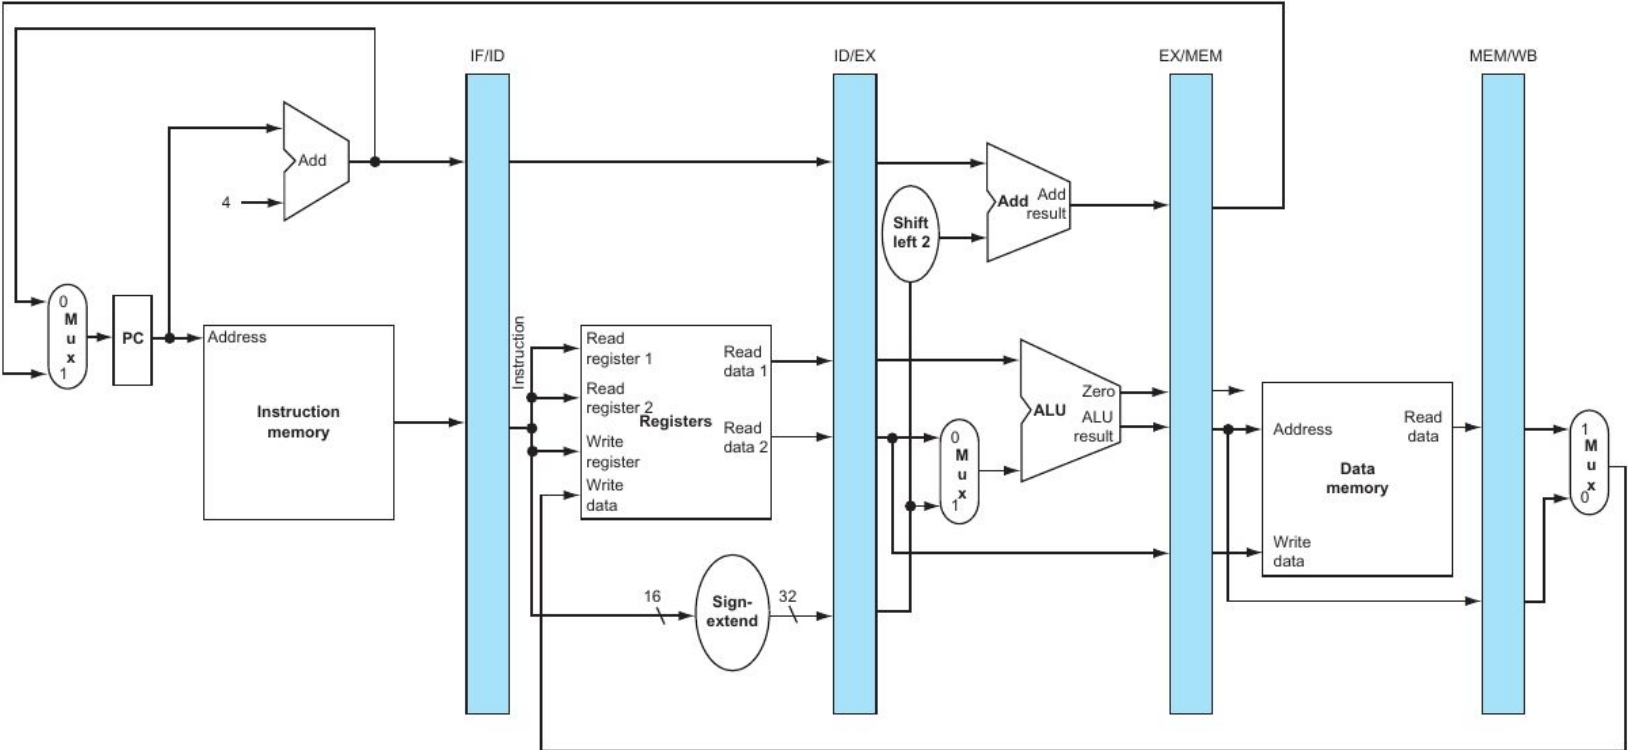 IF/ID
ID/EX
EX/MEM
MEM/WB
Add
4
Shift
left 2
Add
Add
result
0
M
u
x
1
PC
Address
Instruction
memory
Instruction
Read
register 1
Read
register 2
Write
register
Write
data
Registers
Read
data 1
Read
data 2
16
Sign-
extend
32
0
M
u
x
1
ALU
Zero
ALU
result
Address
Read
data
Data
memory
Write
data
1
M
u
x
0